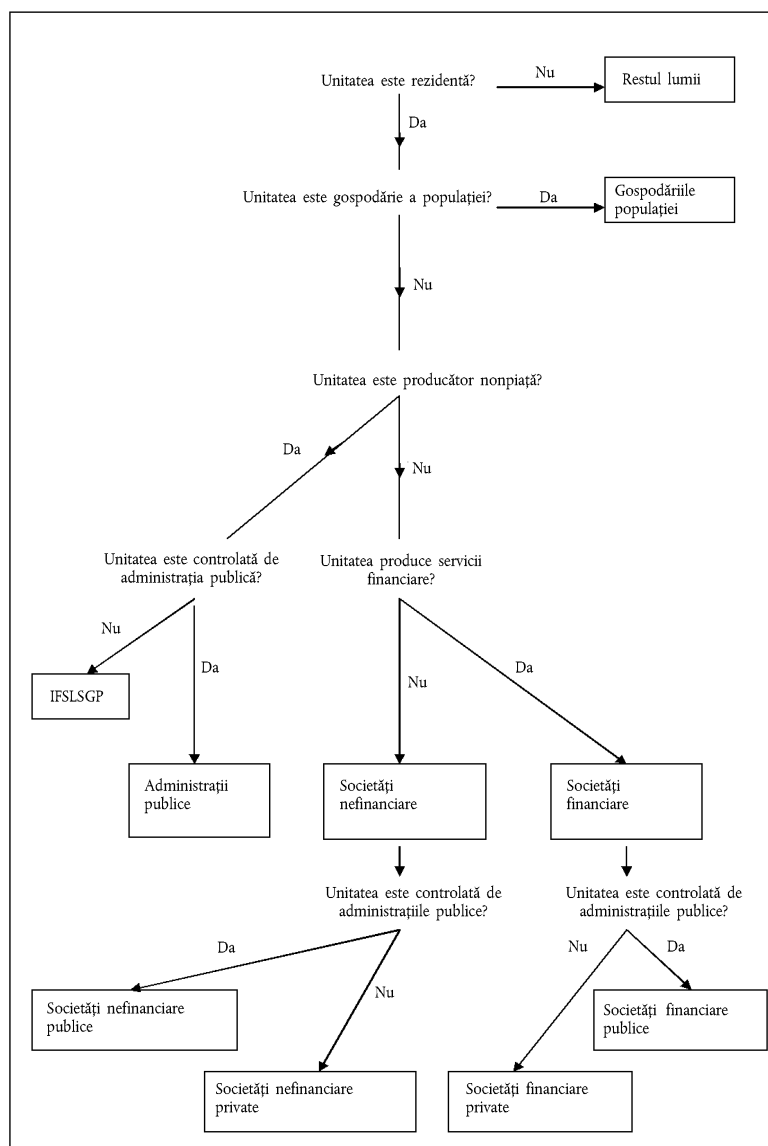 Unitatea este rezidentă?
Nu
Restul lumii
Da
Unitatea este gospodărie a populației?
Da
Gospodăriile
populației
Nu
Unitatea este producător nonpiață?
Da
Nu
Unitatea este controlată de
administrația publică?
Unitatea produce servicii
financiare?
Nu
Da
IFSLSGP
Nu
Da
Administrații
publice
Societăți
nefinanciare
Societăți
financiare
Unitatea este controlată de
administrațiile publice?
Unitatea este controlată de
administrațiile publice?
Da
Nu
Nu
Da
Societăți nefinanciare
publice
Societăți financiare
publice
Societăți nefinanciare
private
Societăți financiare
private